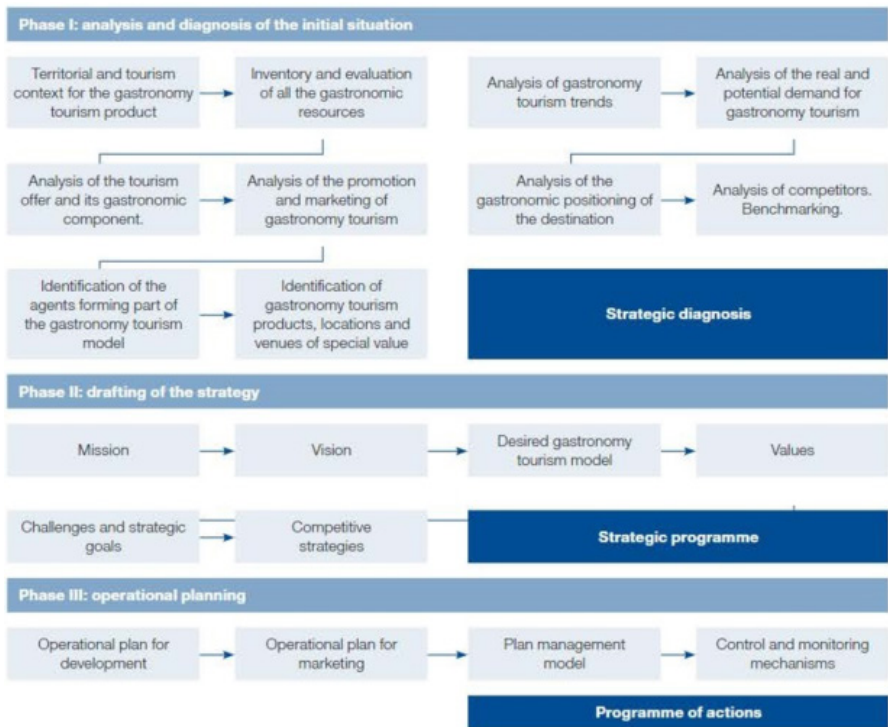 Phase I: analysis and diagnosis of the initial situation
Territorial and tourism
context for the gastronomy
tourism product
Inventory and evaluation
of all the gastronomic
resources
Analysis of gastronomy
tourism trends
Analysis of the real and
potential demand for
gastronomy tourism
Analysis of the tourism
offer and its gastronomic
component.
Analysis of the promotion
and marketing of
gastronomy tourism
Analysis of the
gastronomic positioning of
the destination
Analysis of competitors.
Benchmarking.
Identification of the
agents forming part of
the gastronomy tourism
model
Identification of
gastronomy tourism
products, locations and
venues of special value
Strategic diagnosis
Phase II: drafting of the strategy
Mission
Vision
Desired gastronomy
tourism model
Values
Challenges and strategic
goals
Competitive
strategies
Strategic programme
Phase III: operational planning
Operational plan for
development
Operational plan for
marketing
Plan management
model
Control and monitoring
mechanisms
Programme of actions